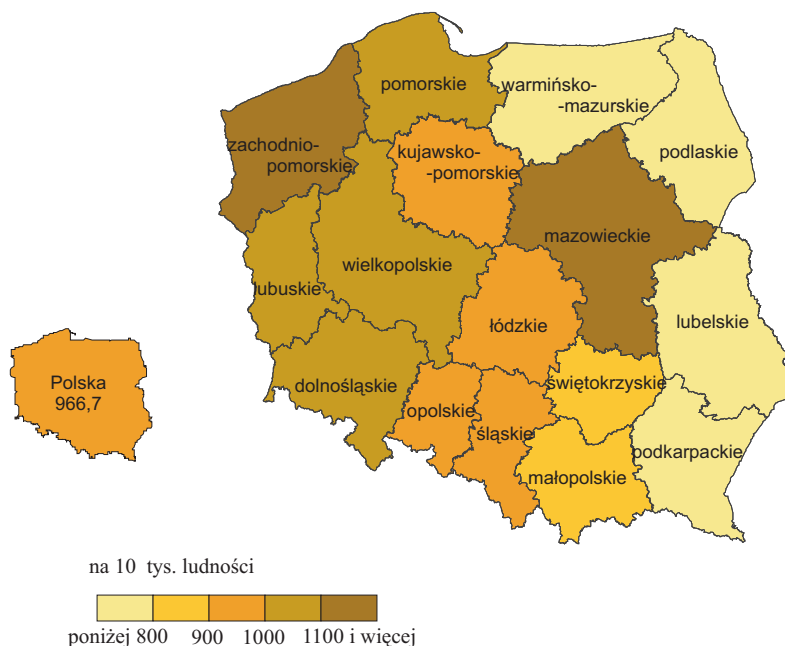 pomorskie
warmińsko-
-mazurskie
zachodnio-
pomorskie
kujawsko-
-pomorskie
podlaskie
mazowieckie
wielkopolskie
lubuskie
łódzkie
lubelskie
Polska
966,7
dolnośląskie
opolskie
śląskie
świętokrzyskie
podkarpackie
małopolskie
na 10 tys. ludności
poniżej 800 900 1000 1100 i więcej